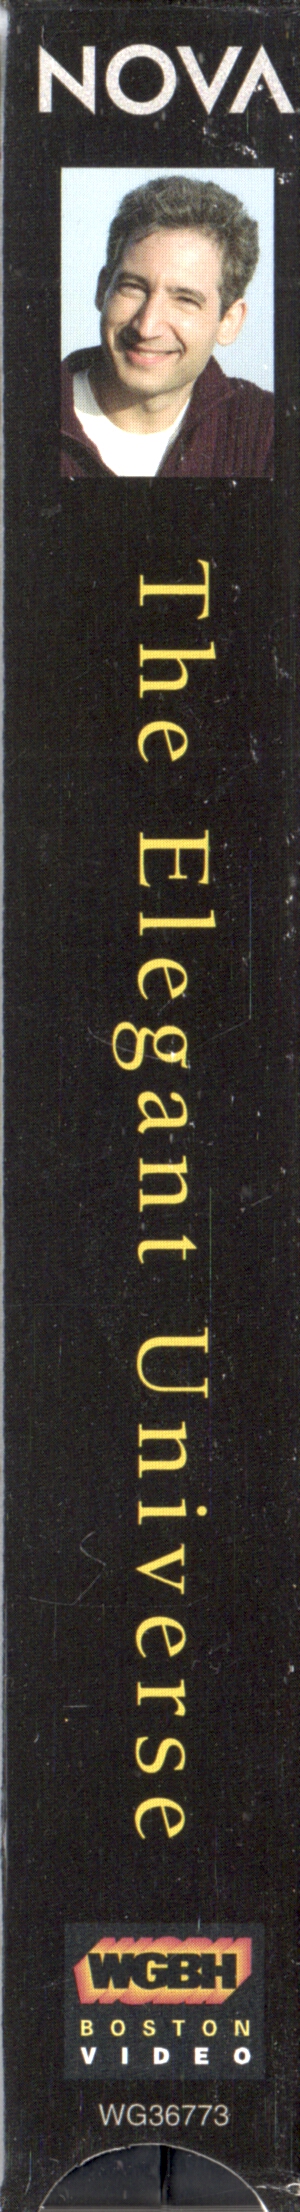 NOVA
The Elegant Universe
WGBH
BOSTON
VIDEO
WG36773